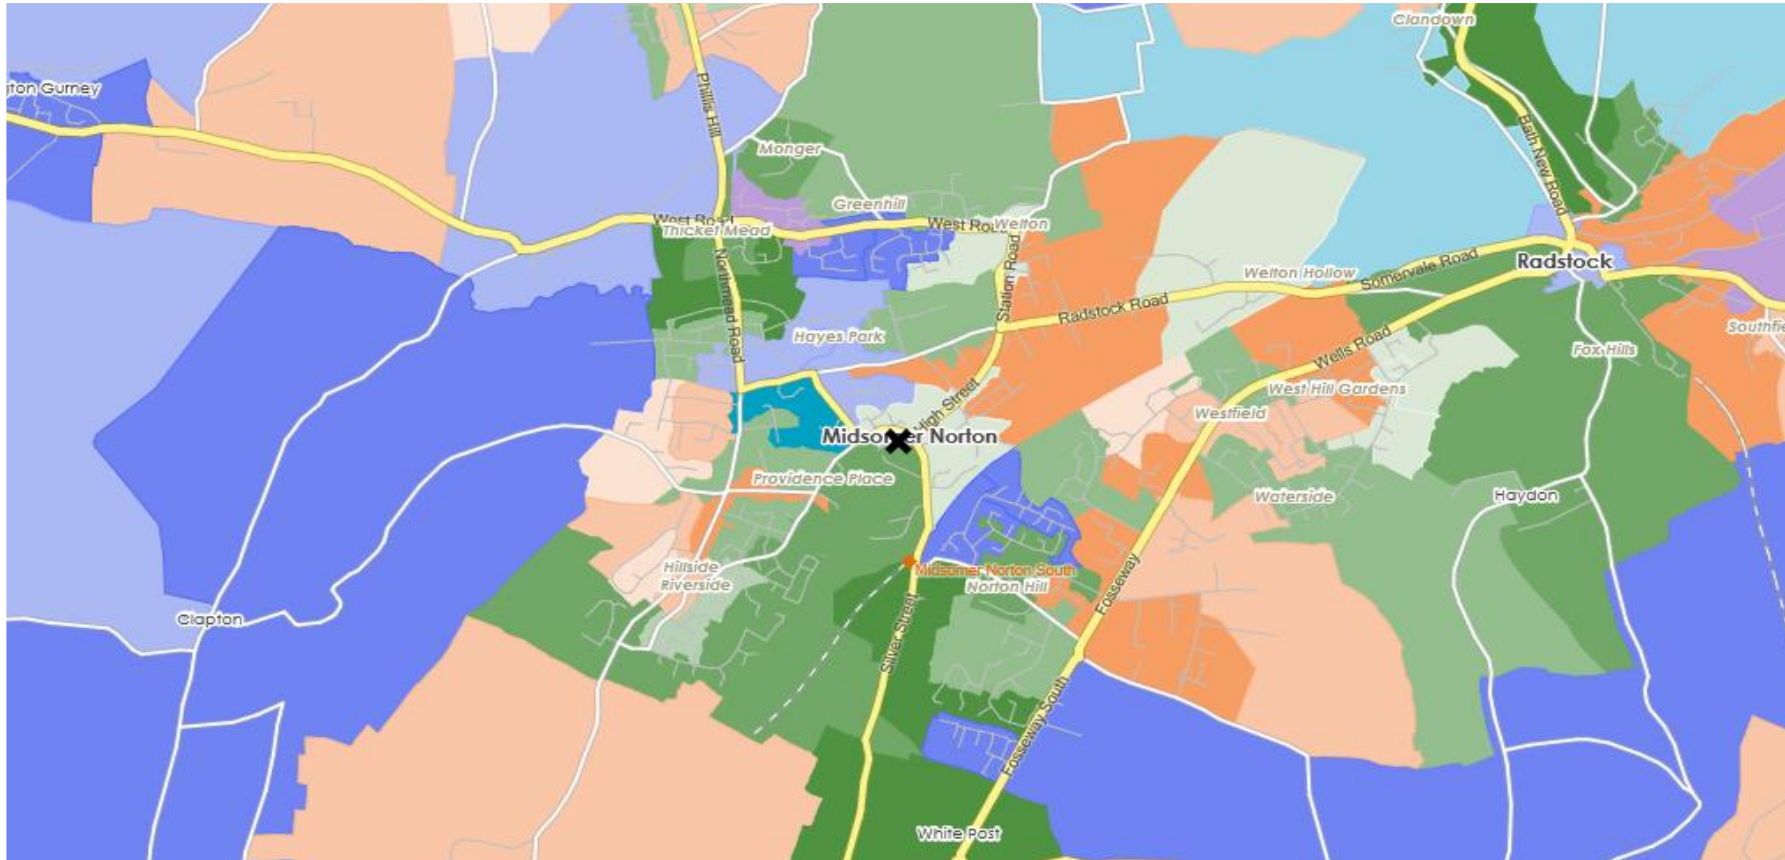 Clandown
gton Gurney
Phillis Hill
Monger
Bath New Road
Greenhill
West Road
Thicket Mead
West Roa
Welton
Northmead Road
Station Road
Welton Hollow
Somervale Road
Radstock
Radstock Road
Hayes Park
Wells Road
Southfie
Fox Hills
High Street
West Hill Gardens
Westfield
Midsomer Norton
Providence Place
Waterside
Haydon
Hillside
Riverside
Midsomer Norton South
Norton Hill
Fosseway
Clapton
Silver Street
Fosseway South
White Post